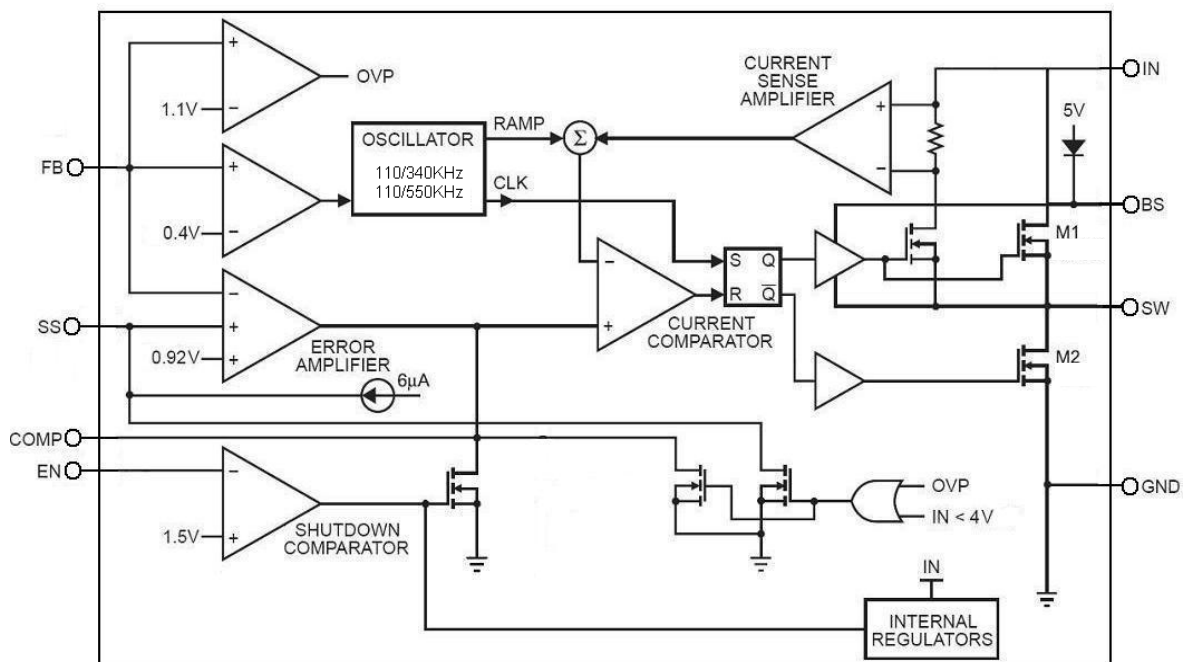 OVP
1.1V
FB
0.4V
OSCILLATOR
110/340KHz
110/550KHz
RAMP
CLK
Σ
CURRENT
SENSE
AMPLIFIER
+
−
IN
5V
BS
M1
SW
M2
GND
S Q
R Q̅
CURRENT
COMPARATOR
SS
0.92V
ERROR
AMPLIFIER
6μA
COMP
EN
1.5V
SHUTDOWN
COMPARATOR
OVP
IN < 4V
IN
INTERNAL
REGULATORS